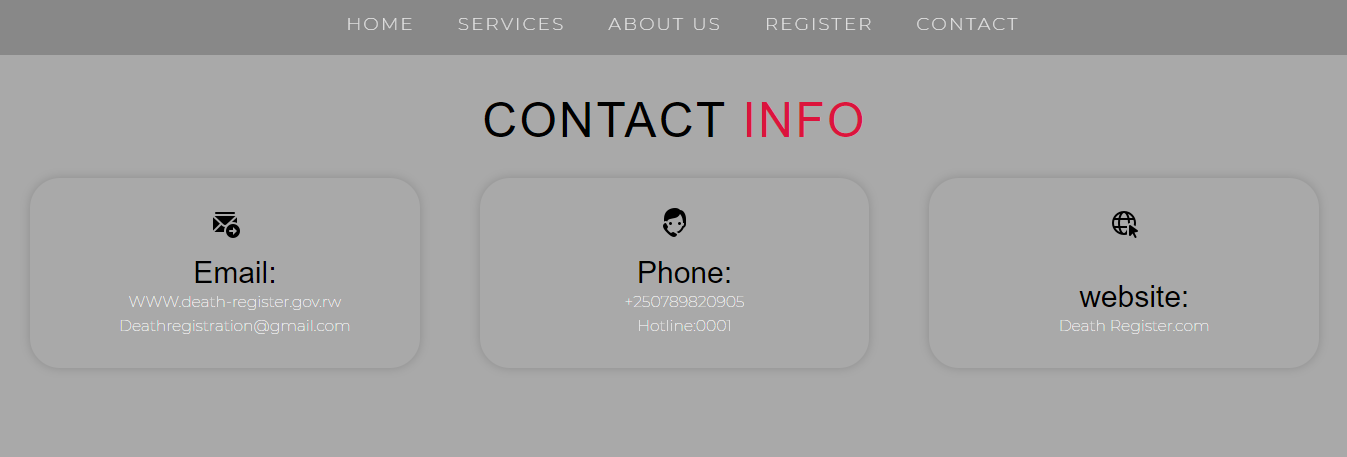 HOME SERVICES ABOUT US REGISTER CONTACT
CONTACT INFO
Email:
WWW.death-register.gov.rw
Deathregistration@gmail.com
Phone:
+250789820905
Hotline:0001
website:
Death Register.com